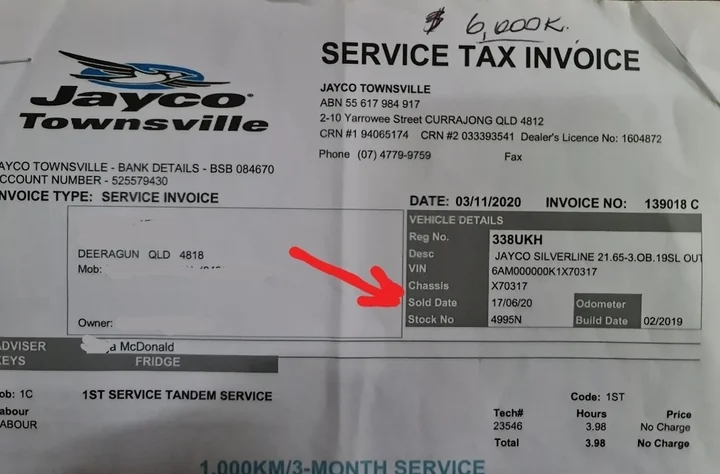 $ 6,000K.
SERVICE TAX INVOICE
Jayco
Townsville
JAYCO TOWNSVILLE
ABN 55 617 984 917
2-10 Yarrowee Street CURRAJONG QLD 4812
CRN #1 94065174 CRN #2 033393541 Dealer's Licence No: 1604872
Phone (07) 4779-9759 Fax
AYCO TOWNSVILLE - BANK DETAILS - BSB 084670
CCOUNT NUMBER - 525579430
NVOICE TYPE: SERVICE INVOICE
DATE: 03/11/2020 INVOICE NO: 139018 C
VEHICLE DETAILS
Reg No. 338UKH
Desc JAYCO SILVERLINE 21.65-3.OB.19SL OUT
VIN 6AM000000K1X70317
Chassis X70317
Sold Date 17/06/20 Odometer
Stock No 4995N Build Date 02/2019
DEERAGUN QLD 4818
Mob:
Owner:
ADVISER a McDonald
KEYS FRIDGE
ob: 1C 1ST SERVICE TANDEM SERVICE Code: 1ST
abour Tech# Hours Price
ABOUR 23546 3.98 No Charge
Total 3.98 No Charge
1,000KM/3-MONTH SERVICE